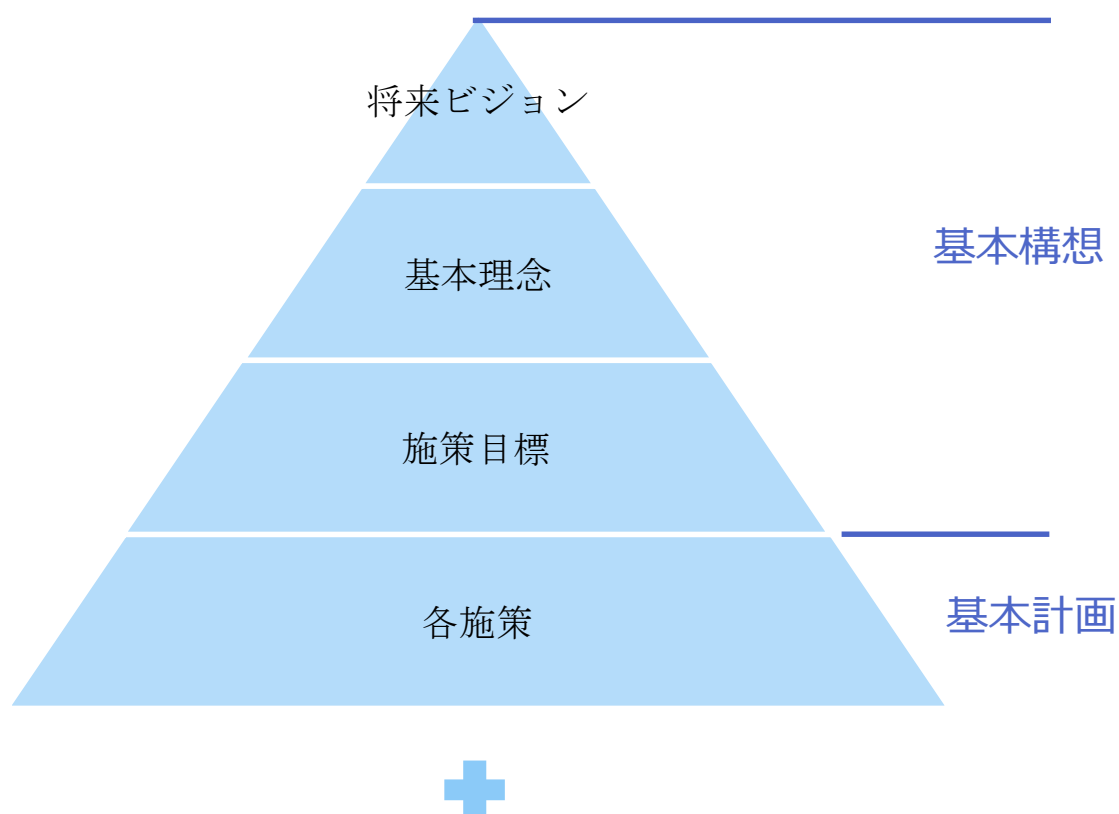 将来ビジョン
基本理念
基本構想
施策目標
各施策
基本計画